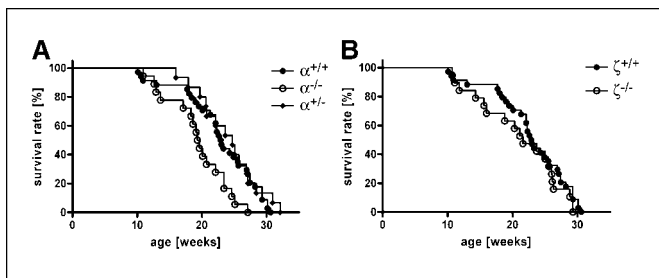 A
survival rate [%]
100
80
60
40
20
0
0
10
20
30
age [weeks]
α+/+
α-/-
α+/-
B
survival rate [%]
100
80
60
40
20
0
0
10
20
30
age [weeks]
ζ+/+
ζ-/-